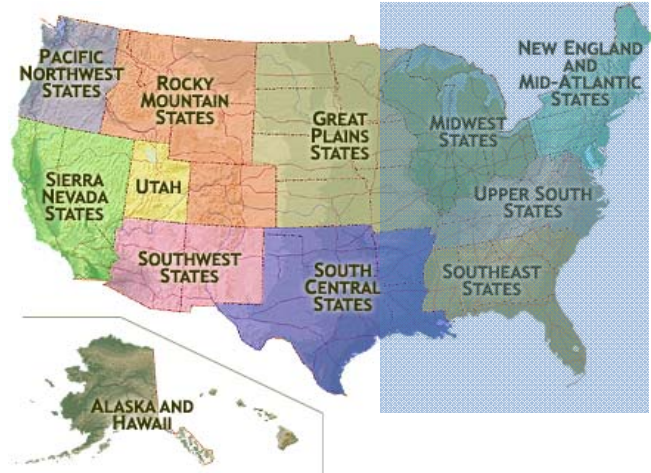 PACIFIC
NORTHWEST
STATES
ROCKY
MOUNTAIN
STATES
GREAT
PLAINS
STATES
MIDWEST
STATES
NEW ENGLAND
AND
MID-ATLANTIC
STATES
SIERRA
NEVADA
STATES
UTAH
UPPER SOUTH
STATES
SOUTHWEST
STATES
SOUTH
CENTRAL
STATES
SOUTHEAST
STATES
ALASKA AND
HAWAII